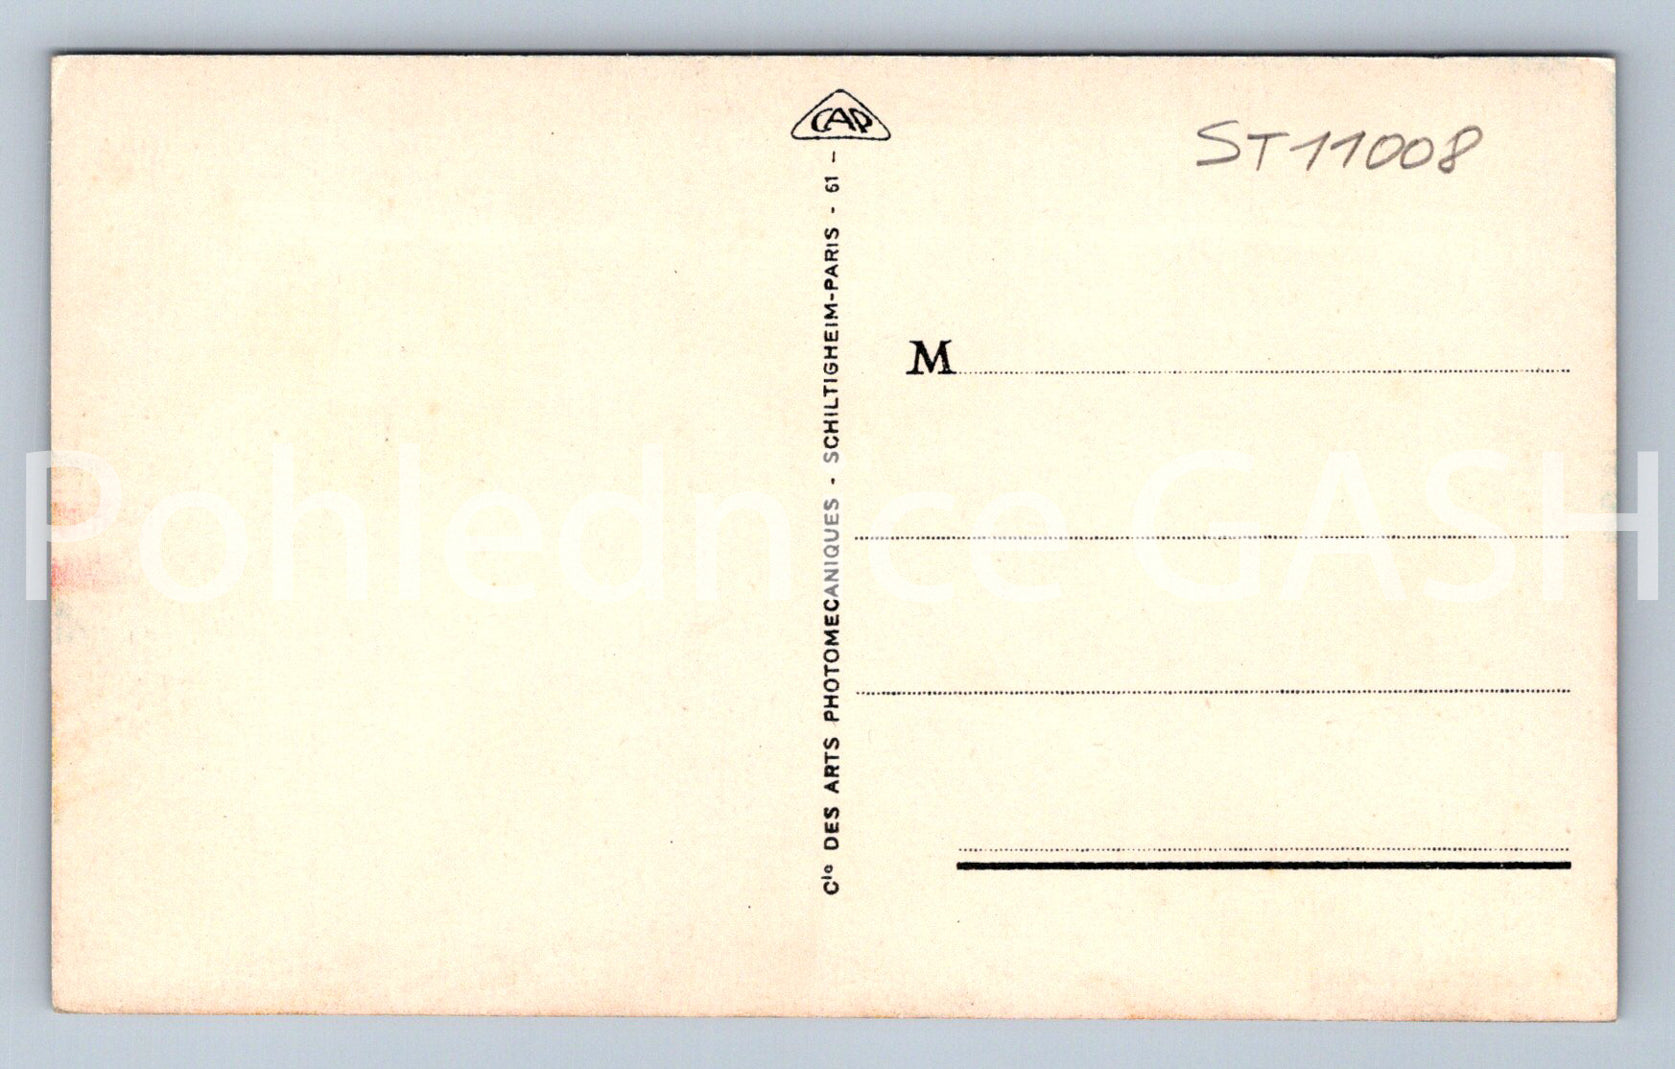 CAP
ST11008
Cie DES ARTS PHOTOMECANIQUES - SCHILTIGHEIM-PARIS - 61 -
M
Pohlednice GASH